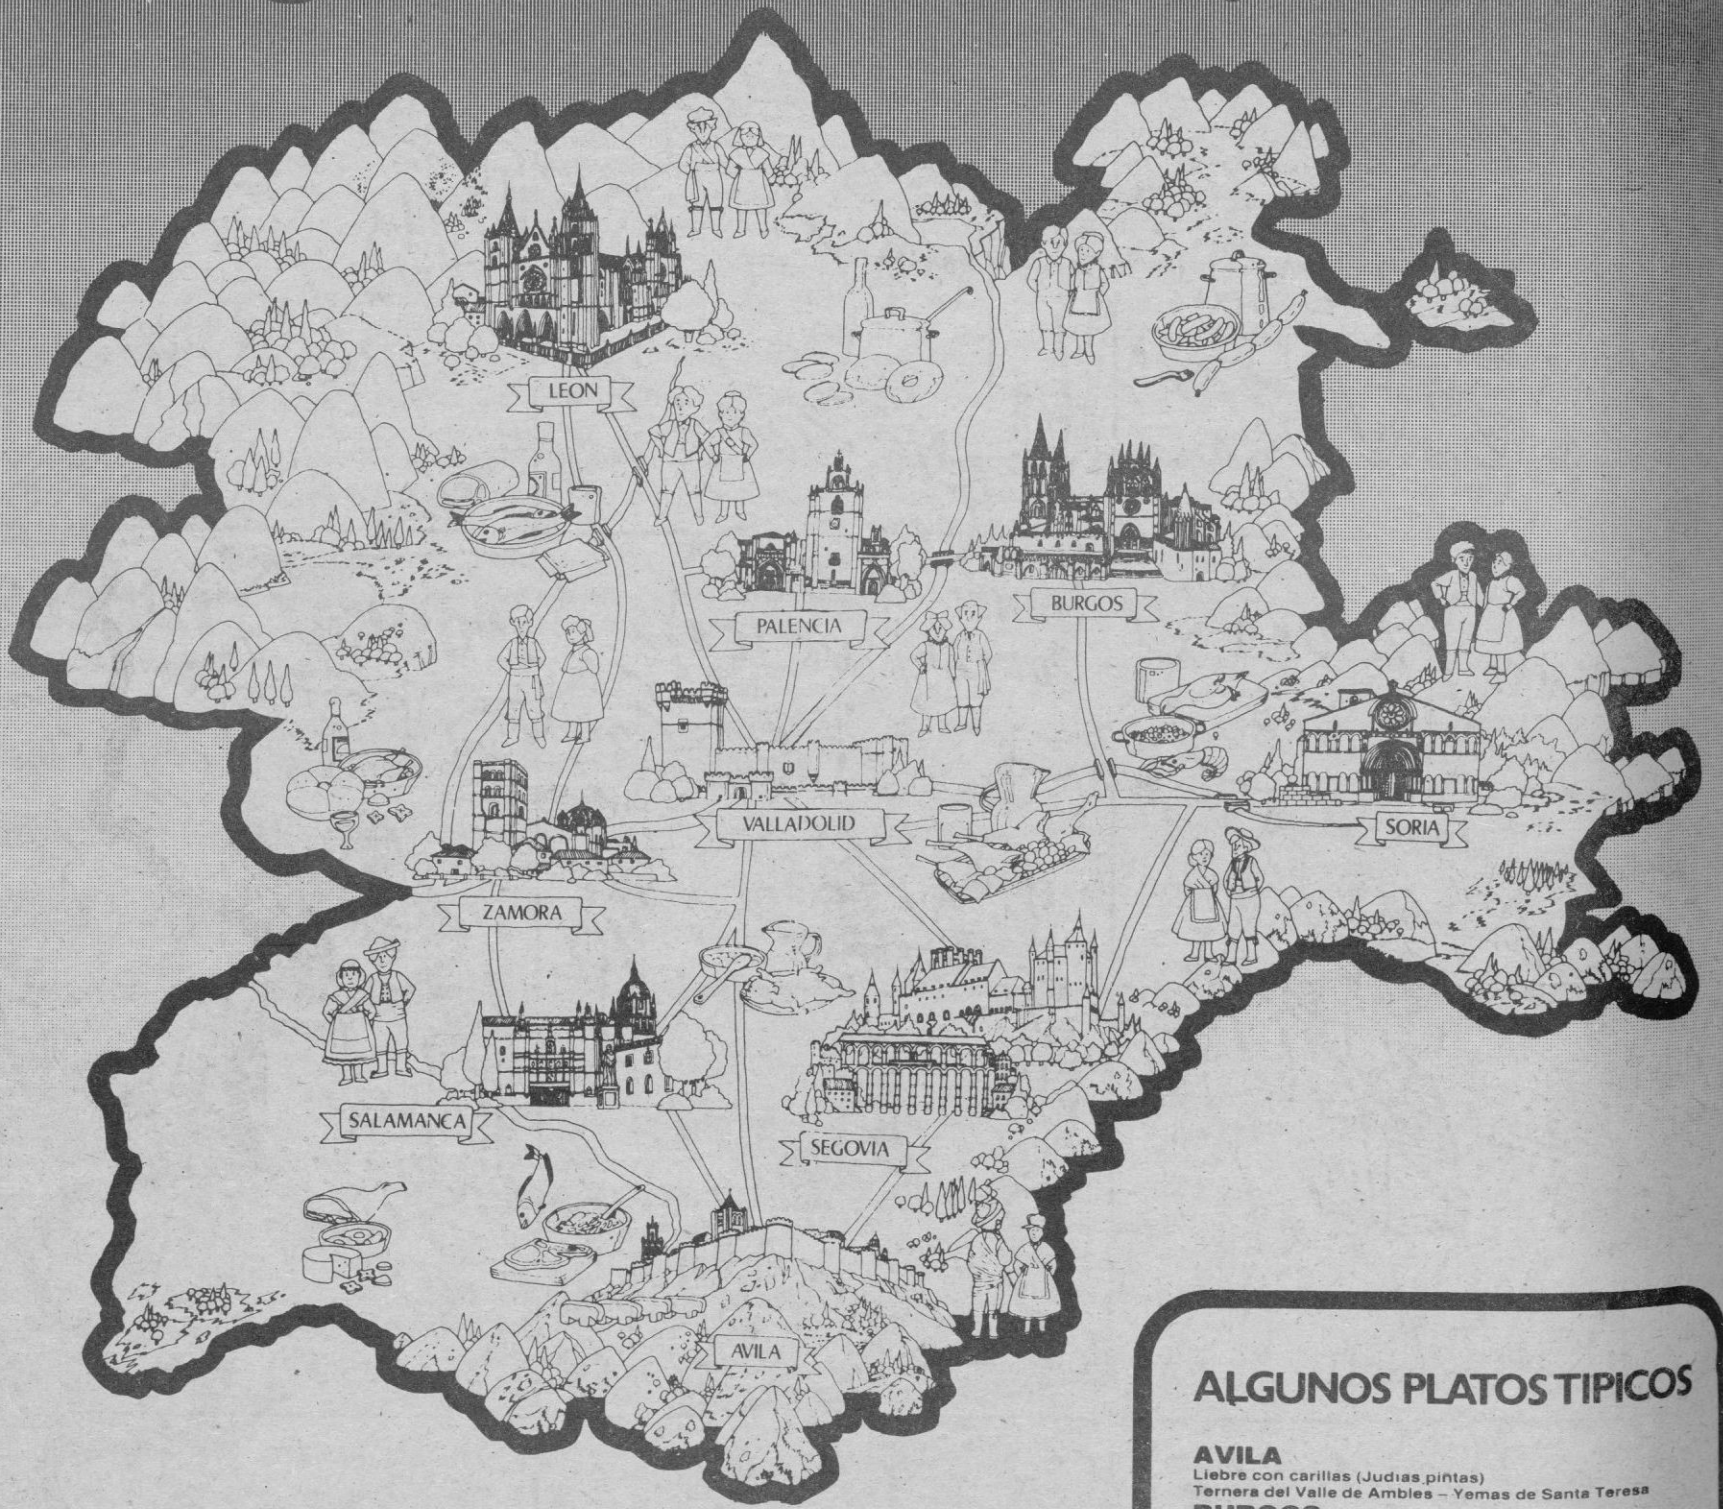 LEON
PALENCIA
BURGOS
VALLADOLID
SORIA
ZAMORA
SALAMANCA
SEGOVIA
AVILA
ALGUNOS PLATOS TIPICOS
AVILA
Liebre con carillas (Judias pintas)
Ternera del Valle de Ambles – Yemas de Santa Teresa